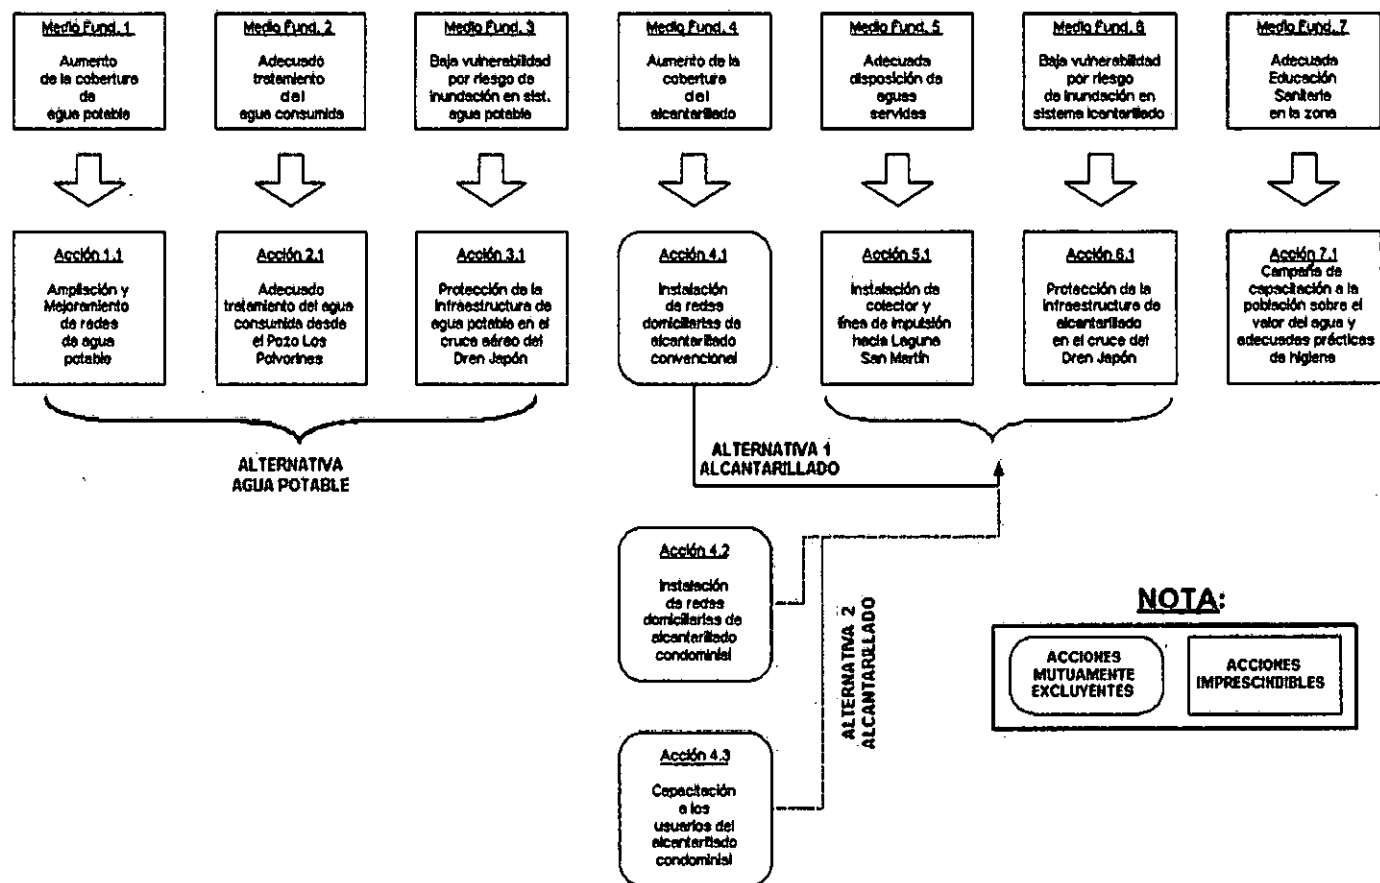 Medio Fund. 1
Aumento
de la cobertura
de
agua potable
Medio Fund. 2
Adecuado
tratamiento
del
agua consumida
Medio Fund. 3
Baja vulnerabilidad
por riesgo de
inundación en sist.
agua potable
Medio Fund. 4
Aumento de la
cobertura
del
alcantarillado
Medio Fund. 5
Adecuada
disposición de
aguas
servidas
Medio Fund. 6
Baja vulnerabilidad
por riesgo
de inundación en
sistema lcantarillado
Medio Fund. 7
Adecuada
Educación
Sanitaria
en la zona
Acción 1.1
Ampliación y
Mejoramiento
de redes
de agua
potable
Acción 2.1
Adecuado
tratamiento del agua
consumida desde
el Pozo Los
Polvorines
Acción 3.1
Protección de la
infraestructura de
agua potable en el
cruce aéreo del
Dren Japón
Acción 4.1
Instalación
de redes
domiciliarias de
alcantarillado
convencional
Acción 5.1
Instalación de
colector y
línea de impulsión
hacia Laguna
San Martín
Acción 6.1
Protección de la
infraestructura de
alcantarillado
en el cruce del
Dren Japón
Acción 7.1
Campaña de
capacitación a la
población sobre el
valor del agua y
adecuadas prácticas
de higiene
ALTERNATIVA
AGUA POTABLE
ALTERNATIVA 1
ALCANTARILLADO
Acción 4.2
Instalación
de redes
domiciliarias de
alcantarillado
condominial
ALTERNATIVA 2
ALCANTARILLADO
Acción 4.3
Capacitación
a los
usuarios del
alcantarillado
condominial
NOTA:
ACCIONES
MUTUAMENTE
EXCLUYENTES
ACCIONES
IMPRESCINDIBLES